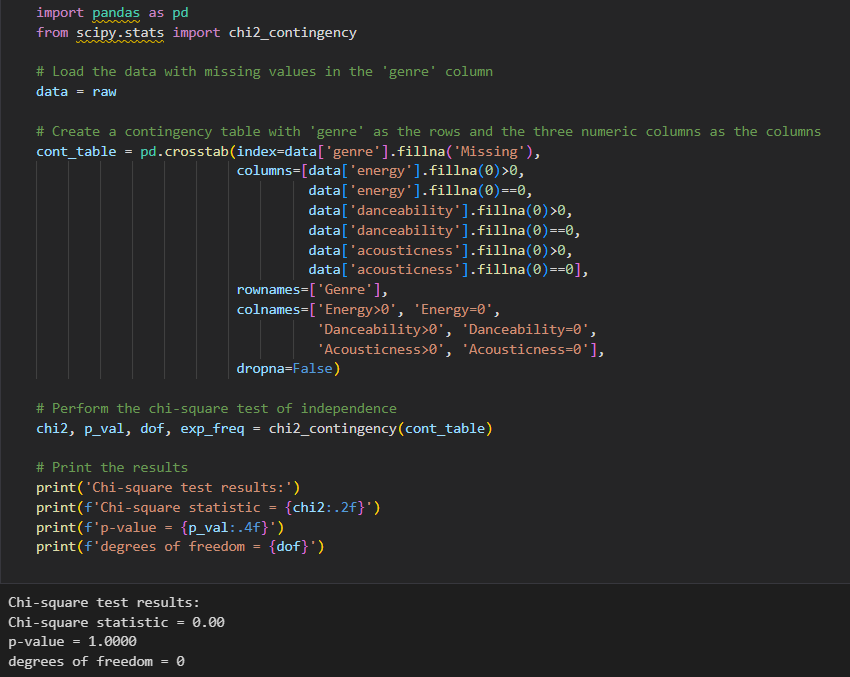 import pandas as pd
from scipy.stats import chi2_contingency
# Load the data with missing values in the 'genre' column
data = raw
# Create a contingency table with 'genre' as the rows and the three numeric columns as the columns
cont_table = pd.crosstab(index=data['genre'].fillna('Missing'),
columns=[data['energy'].fillna(0)>0,
data['energy'].fillna(0)==0,
data['danceability'].fillna(0)>0,
data['danceability'].fillna(0)==0,
data['acousticness'].fillna(0)>0,
data['acousticness'].fillna(0)==0],
rownames=['Genre'],
colnames=['Energy>0', 'Energy=0',
'Danceability>0', 'Danceability=0',
'Acousticness>0', 'Acousticness=0'],
dropna=False)
# Perform the chi-square test of independence
chi2, p_val, dof, exp_freq = chi2_contingency(cont_table)
# Print the results
print('Chi-square test results:')
print(f'Chi-square statistic = {chi2:.2f}')
print(f'p-value = {p_val:.4f}')
print(f'degrees of freedom = {dof}')
Chi-square test results:
Chi-square statistic = 0.00
p-value = 1.0000
degrees of freedom = 0